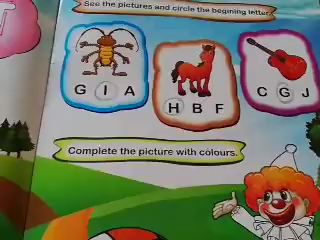 See the pictures and circle the begining letter.
G I A
H B F
C G J
Complete the picture with colours.